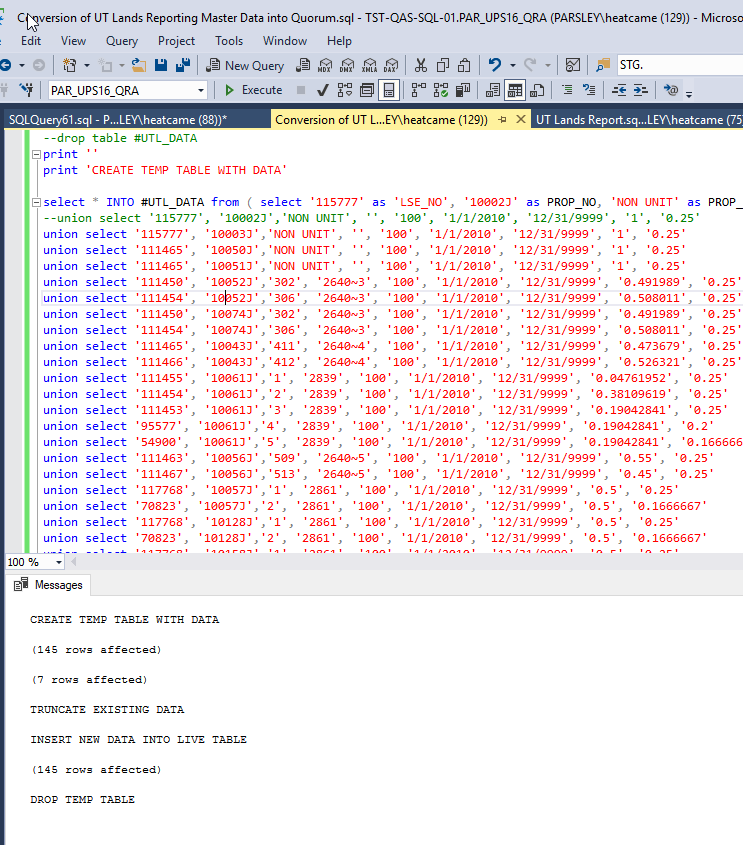 Conversion of UT Lands Reporting Master Data into Quorum.sql - TST-QAS-SQL-01.PAR_UPS16_QRA (PARSLEY\heatcame (129)) - Microso
Edit View Query Project Tools Window Help
New Query MDX DMX XMLA DAX STG.
PAR_UPS16_QRA Execute
SQLQuery61.sql - P...LEY\heatcame (88))* Conversion of UT L...EY\heatcame (129)) UT Lands Report.sq...LEY\heatcame (75
--drop table #UTL_DATA
print ''
print 'CREATE TEMP TABLE WITH DATA'
select * INTO #UTL_DATA from ( select '115777' as 'LSE_NO', '10002J' as PROP_NO, 'NON UNIT' as PROP_
--union select '115777', '10002J','NON UNIT', '', '100', '1/1/2010', '12/31/9999', '1', '0.25'
union select '115777', '10003J','NON UNIT', '', '100', '1/1/2010', '12/31/9999', '1', '0.25'
union select '111465', '10050J','NON UNIT', '', '100', '1/1/2010', '12/31/9999', '1', '0.25'
union select '111465', '10051J','NON UNIT', '', '100', '1/1/2010', '12/31/9999', '1', '0.25'
union select '111450', '10052J','302', '2640~3', '100', '1/1/2010', '12/31/9999', '0.491989', '0.25'
union select '111454', '10052J','306', '2640~3', '100', '1/1/2010', '12/31/9999', '0.508011', '0.25'
union select '111450', '10074J','302', '2640~3', '100', '1/1/2010', '12/31/9999', '0.491989', '0.25'
union select '111454', '10074J','306', '2640~3', '100', '1/1/2010', '12/31/9999', '0.508011', '0.25'
union select '111465', '10043J','411', '2640~4', '100', '1/1/2010', '12/31/9999', '0.473679', '0.25'
union select '111466', '10043J','412', '2640~4', '100', '1/1/2010', '12/31/9999', '0.526321', '0.25'
union select '111455', '10061J','1', '2839', '100', '1/1/2010', '12/31/9999', '0.04761952', '0.25'
union select '111454', '10061J','2', '2839', '100', '1/1/2010', '12/31/9999', '0.38109619', '0.25'
union select '111453', '10061J','3', '2839', '100', '1/1/2010', '12/31/9999', '0.19042841', '0.25'
union select '95577', '10061J','4', '2839', '100', '1/1/2010', '12/31/9999', '0.19042841', '0.2'
union select '54900', '10061J','5', '2839', '100', '1/1/2010', '12/31/9999', '0.19042841', '0.166666
union select '111463', '10056J','509', '2640~5', '100', '1/1/2010', '12/31/9999', '0.55', '0.25'
union select '111467', '10056J','513', '2640~5', '100', '1/1/2010', '12/31/9999', '0.45', '0.25'
union select '117768', '10057J','1', '2861', '100', '1/1/2010', '12/31/9999', '0.5', '0.25'
union select '70823', '10057J','2', '2861', '100', '1/1/2010', '12/31/9999', '0.5', '0.1666667'
union select '117768', '10128J','1', '2861', '100', '1/1/2010', '12/31/9999', '0.5', '0.25'
union select '70823', '10128J','2', '2861', '100', '1/1/2010', '12/31/9999', '0.5', '0.1666667'
union select '117768', '10158J','1', '2861', '100', '1/1/2010', '12/31/9999', '0.5', '0.25'
100 %
Messages
CREATE TEMP TABLE WITH DATA
(145 rows affected)
(7 rows affected)
TRUNCATE EXISTING DATA
INSERT NEW DATA INTO LIVE TABLE
(145 rows affected)
DROP TEMP TABLE